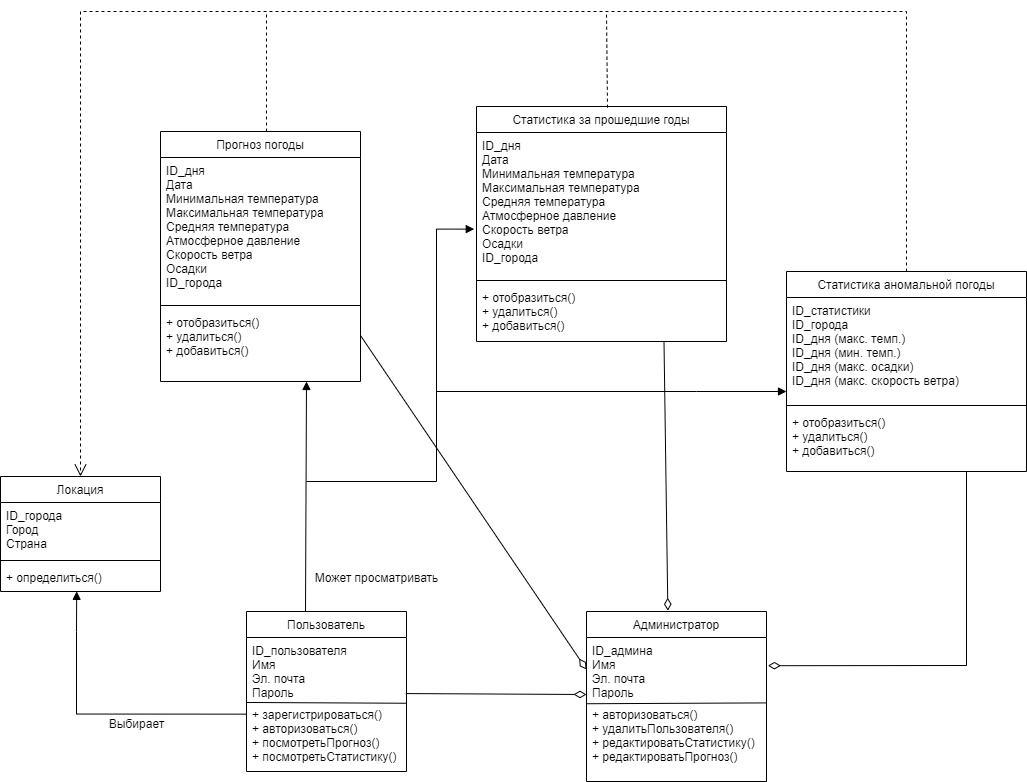 Прогноз погоды
ID_дня
Дата
Минимальная температура
Максимальная температура
Средняя температура
Атмосферное давление
Скорость ветра
Осадки
ID_города
+ отобразиться()
+ удалиться()
+ добавиться()
Статистика за прошедшие годы
ID_дня
Дата
Минимальная температура
Максимальная температура
Средняя температура
Атмосферное давление
Скорость ветра
Осадки
ID_города
+ отобразиться()
+ удалиться()
+ добавиться()
Статистика аномальной погоды
ID_статистики
ID_города
ID_дня (макс. темп.)
ID_дня (мин. темп.)
ID_дня (макс. осадки)
ID_дня (макс. скорость ветра)
+ отобразиться()
+ удалиться()
+ добавиться()
Локация
ID_города
Город
Страна
+ определиться()
Может просматривать
Выбирает
Пользователь
ID_пользователя
Имя
Эл. почта
Пароль
+ зарегистрироваться()
+ авторизоваться()
+ посмотретьПрогноз()
+ посмотретьСтатистику()
Администратор
ID_админа
Имя
Эл. почта
Пароль
+ авторизоваться()
+ удалитьПользователя()
+ редактироватьСтатистику()
+ редактироватьПрогноз()